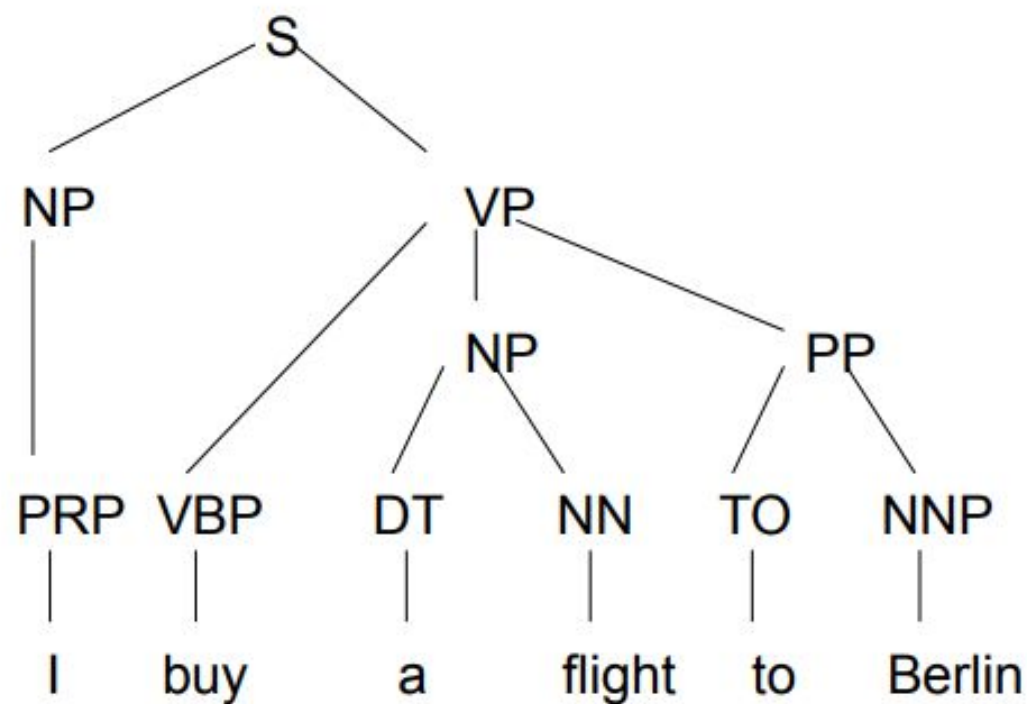 S
NP VP
NP PP
PRP VBP DT NN TO NNP
I buy a flight to Berlin